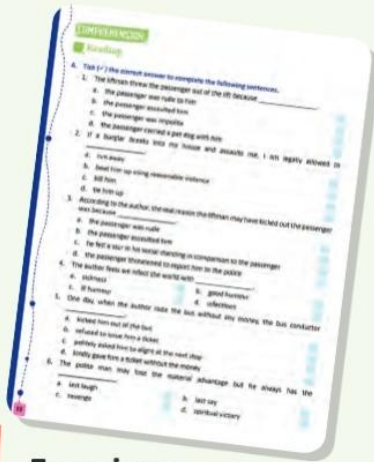 COMPREHENSION
Reading
A. Tick (✓) the correct answer to complete the following sentences.
1. The liftman threw the passenger out of the lift because ____________.
a. the passenger was rude to him
b. the passenger assaulted him
c. the passenger was impolite
d. the passenger carried a pet dog with him
2. If a burglar breaks into my house and assaults me, I am legally allowed to
____________.
a. run away
b. beat him up using reasonable violence
c. kill him
d. tie him up
3. According to the author, the real reason the liftman may have kicked out the passenger
was because ____________.
a. the passenger was rude
b. the passenger assaulted him
c. he felt a slur in his social standing in comparison to the passenger
d. the passenger threatened to report him to the police
4. The author feels we infect the world with ____________.
a. sickness
b. good humour
c. ill humour
d. infections
5. One day, when the author rode the bus without any money, the bus conductor
____________.
a. kicked him out of the bus
b. refused to issue him a ticket
c. politely asked him to alight at the next stop
d. kindly gave him a ticket without the money
6. The polite man may lose the material advantage but he always has the
____________.
a. last laugh
b. last say
c. revenge
d. spiritual victory